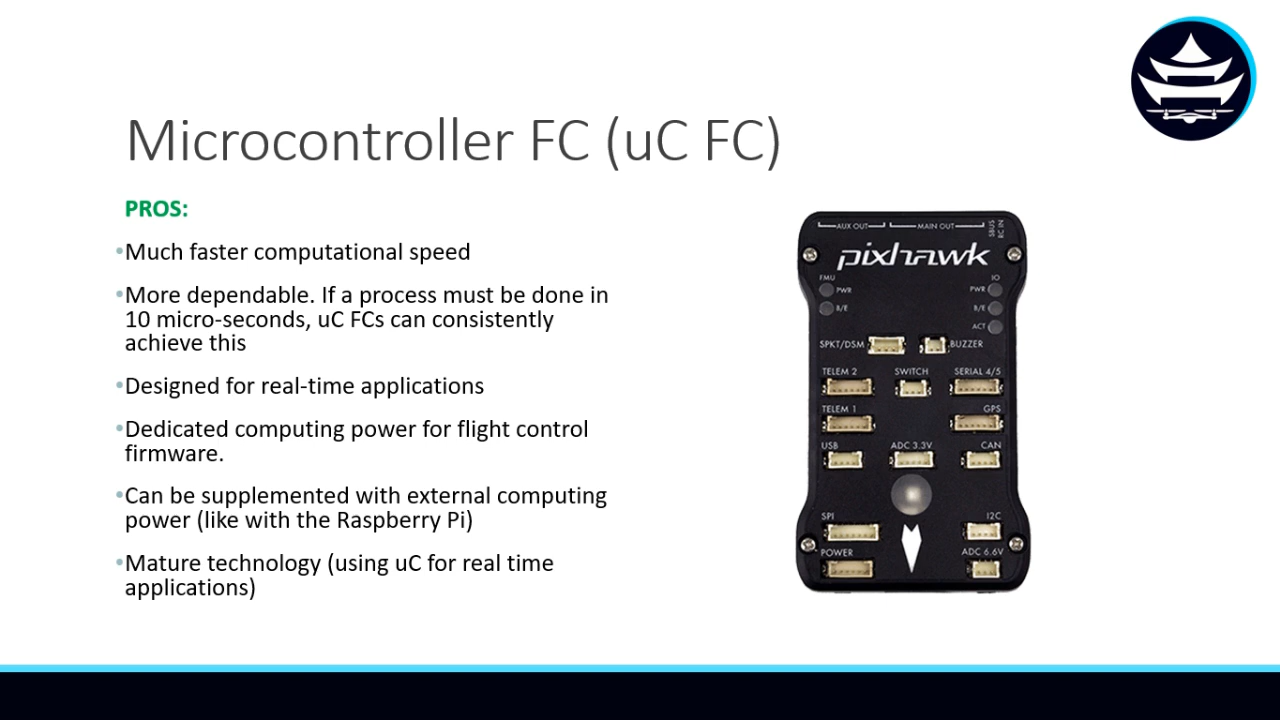 Microcontroller FC (uC FC)
PROS:
•Much faster computational speed
•More dependable. If a process must be done in
10 micro-seconds, uC FCs can consistently
achieve this
•Designed for real-time applications
•Dedicated computing power for flight control
firmware.
•Can be supplemented with external computing
power (like with the Raspberry Pi)
•Mature technology (using uC for real time
applications)
AUX OUT MAIN OUT
SBUS
RC IN
pixhawk
FMU IO
PWR PWR
B/E B/E
ACT
SPKT/DSM BUZZER
TELEM 2 SWITCH SERIAL 4/5
TELEM 1 GPS
USB ADC 3.3V CAN
SPI I2C
POWER ADC 6.6V